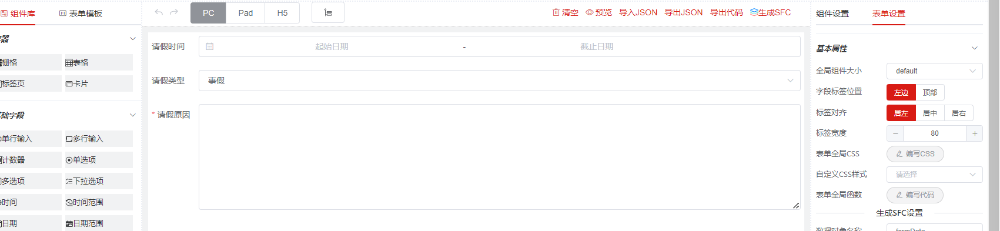 组件库 表单模板
器
栅格 表格
标签页 卡片
础字段
单行输入 多行输入
计数器 单选项
多选项 下拉选项
时间 时间范围
日期 日期范围
PC Pad H5
清空 预览 导入JSON 导出JSON 导出代码 生成SFC
请假时间 起始日期 - 截止日期
请假类型 事假
* 请假原因
组件设置 表单设置
基本属性
全局组件大小 default
字段标签位置 左边 顶部
标签对齐 居左 居中 居右
标签宽度 − 80 +
表单全局CSS 编写CSS
自定义CSS样式 请选择
表单全局函数 编写代码
生成SFC设置
数据对象名称 formData